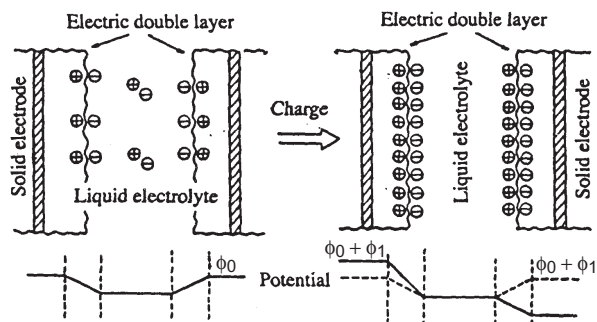 Electric double layer
Electric double layer
Solid electrode
Liquid electrolyte
Charge
Liquid electrolyte
Solid electrode
ϕ0
Potential
ϕ0 + ϕ1
ϕ0 + ϕ1